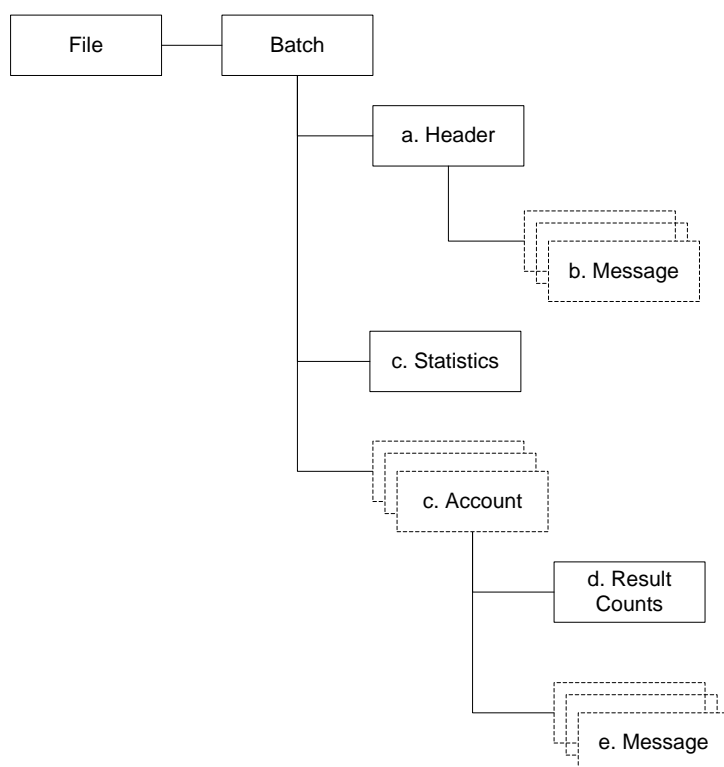 File
Batch
a. Header
b. Message
c. Statistics
c. Account
d. Result
Counts
e. Message